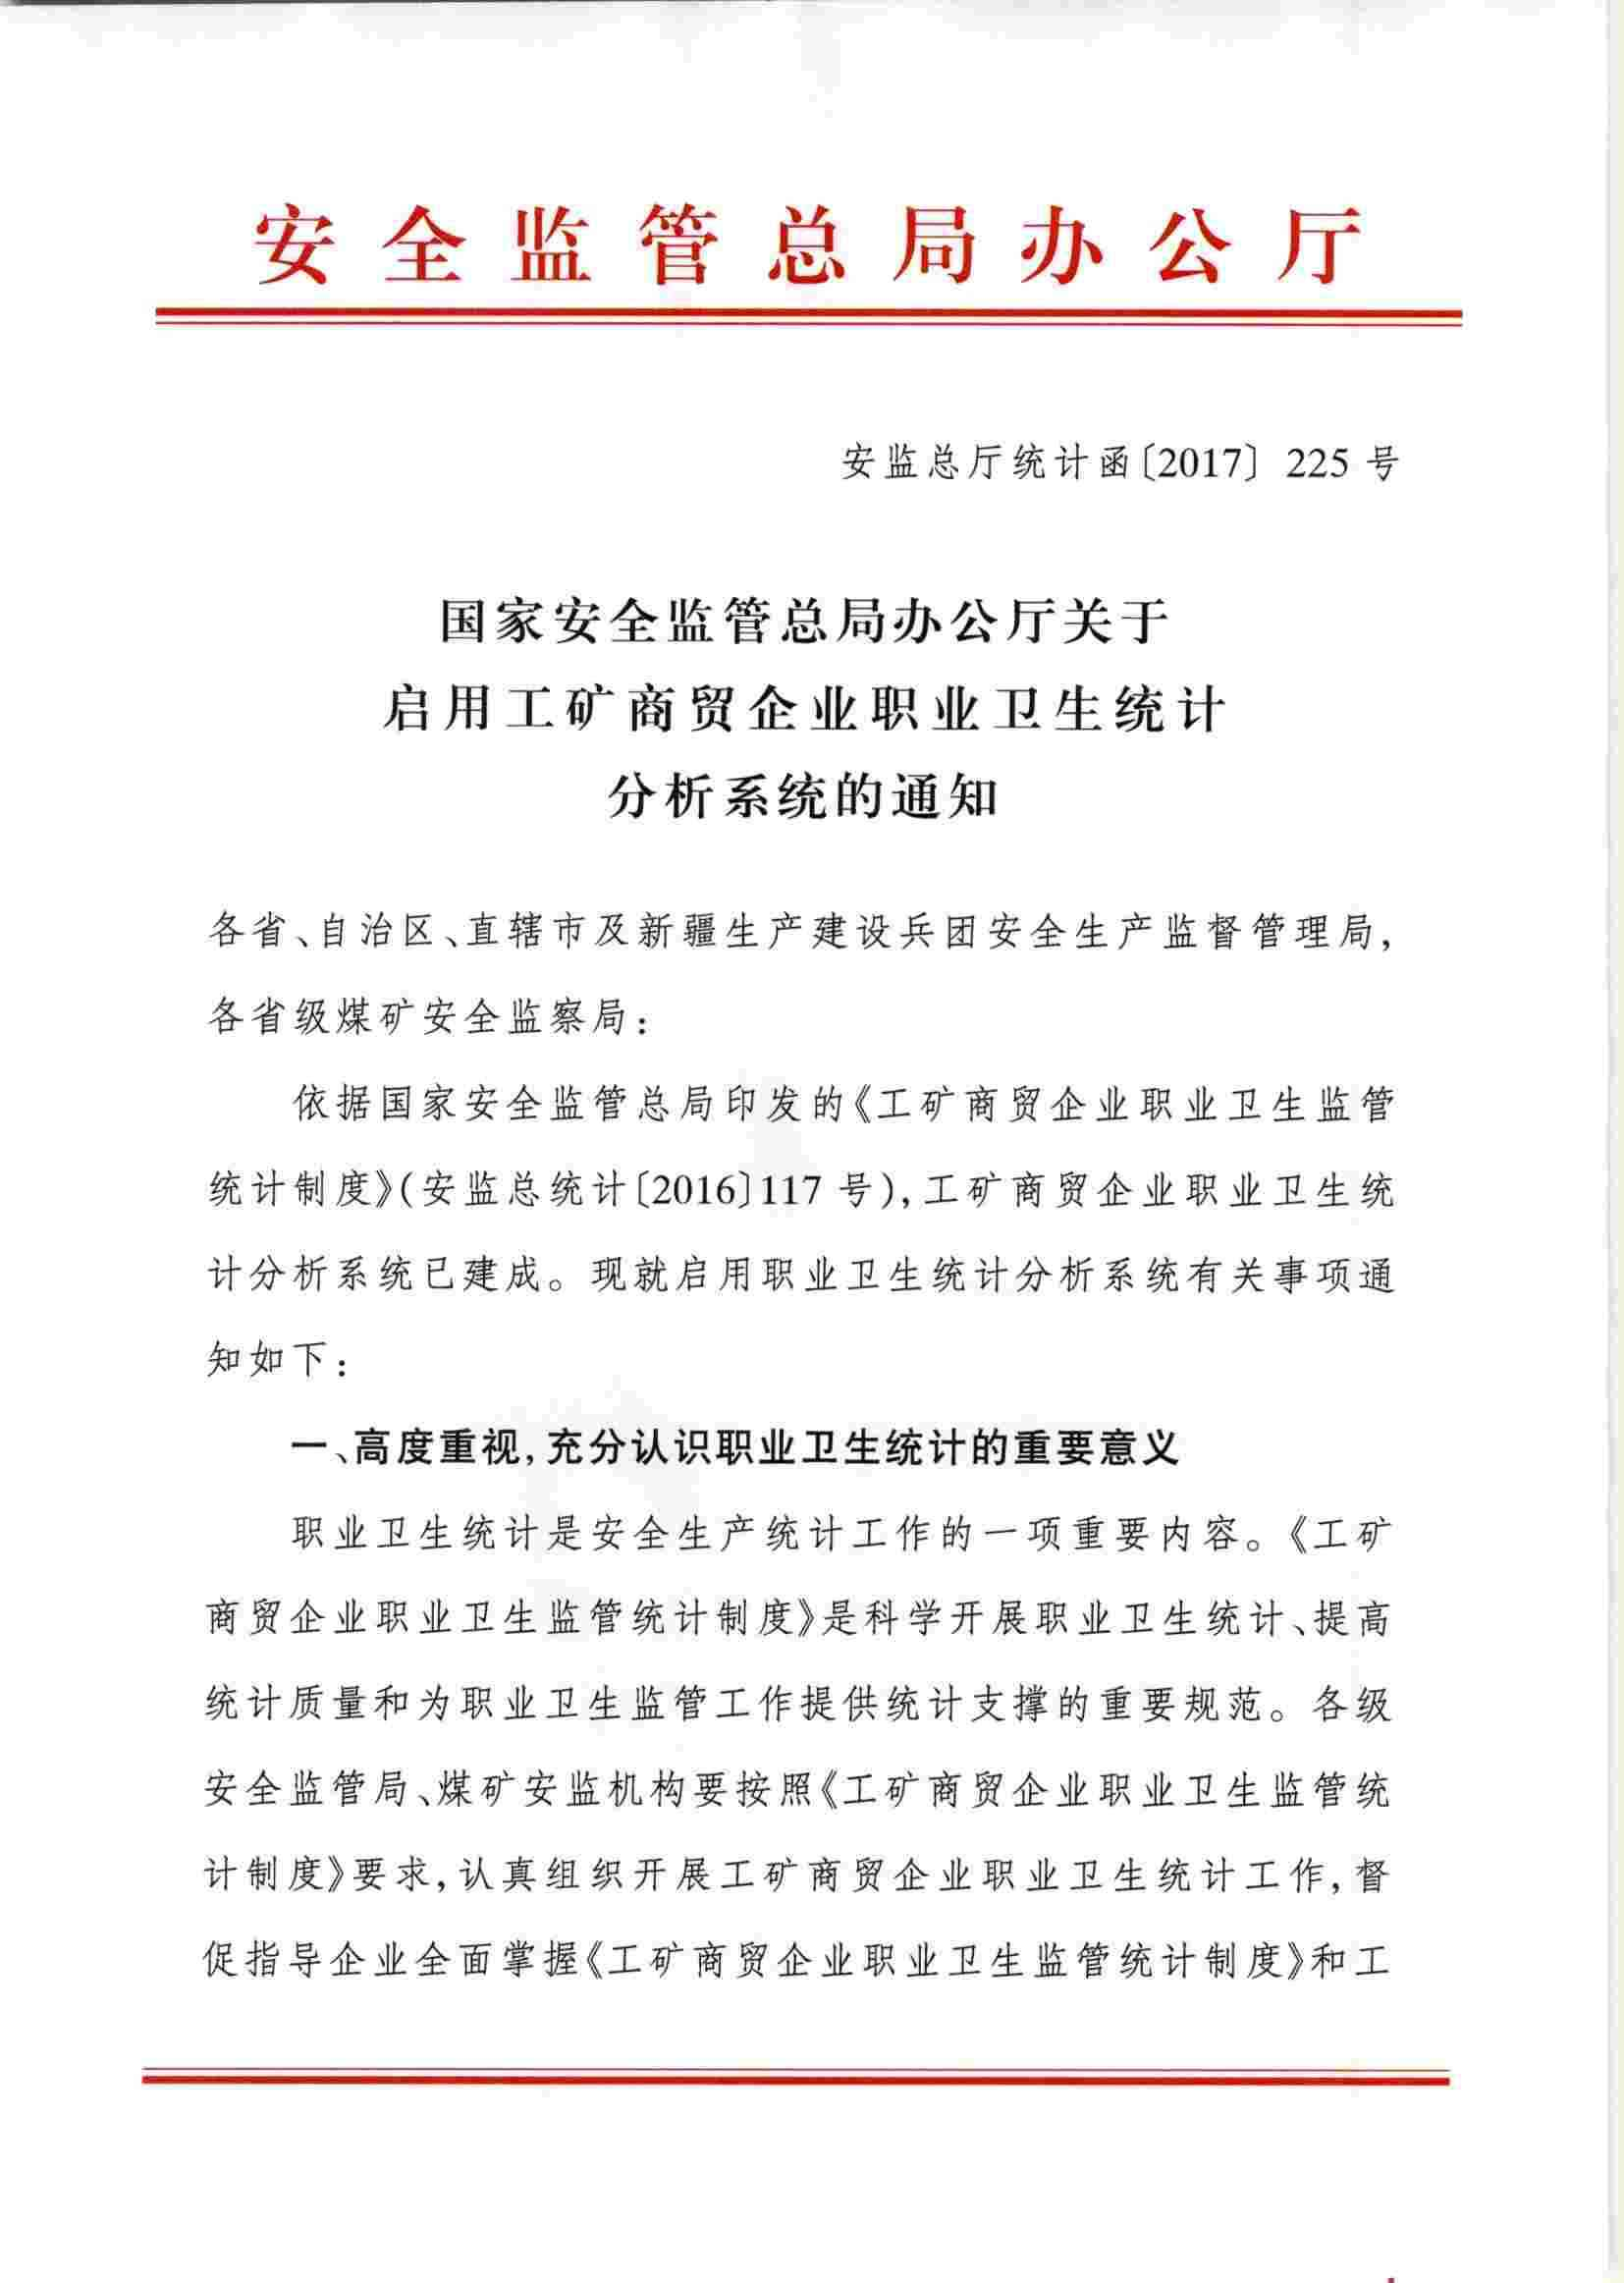 安全监管总局办公厅
安监总厅统计函〔2017〕225号
国家安全监管总局办公厅关于
启用工矿商贸企业职业卫生统计
分析系统的通知
各省、自治区、直辖市及新疆生产建设兵团安全生产监督管理局，
各省级煤矿安全监察局：
依据国家安全监管总局印发的《工矿商贸企业职业卫生监管
统计制度》(安监总统计〔2016〕117号)，工矿商贸企业职业卫生统
计分析系统已建成。现就启用职业卫生统计分析系统有关事项通
知如下：
一、高度重视，充分认识职业卫生统计的重要意义
职业卫生统计是安全生产统计工作的一项重要内容。《工矿
商贸企业职业卫生监管统计制度》是科学开展职业卫生统计、提高
统计质量和为职业卫生监管工作提供统计支撑的重要规范。各级
安全监管局、煤矿安监机构要按照《工矿商贸企业职业卫生监管统
计制度》要求，认真组织开展工矿商贸企业职业卫生统计工作，督
促指导企业全面掌握《工矿商贸企业职业卫生监管统计制度》和工